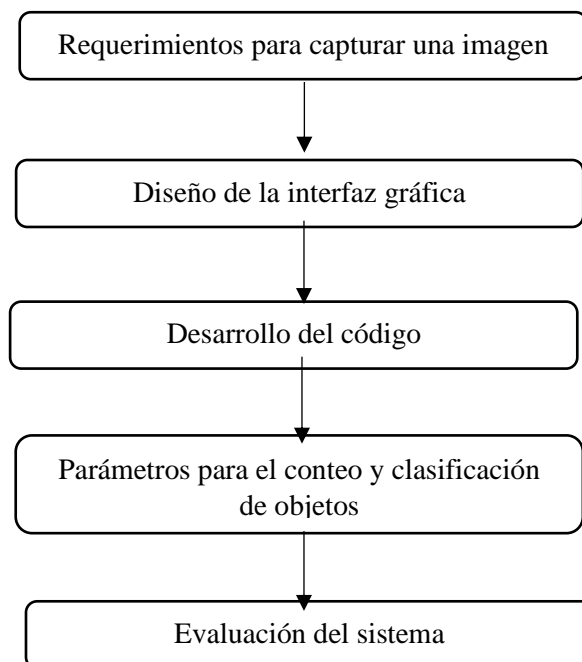 Requerimientos para capturar una imagen
Diseño de la interfaz gráfica
Desarrollo del código
Parámetros para el conteo y clasificación
de objetos
Evaluación del sistema